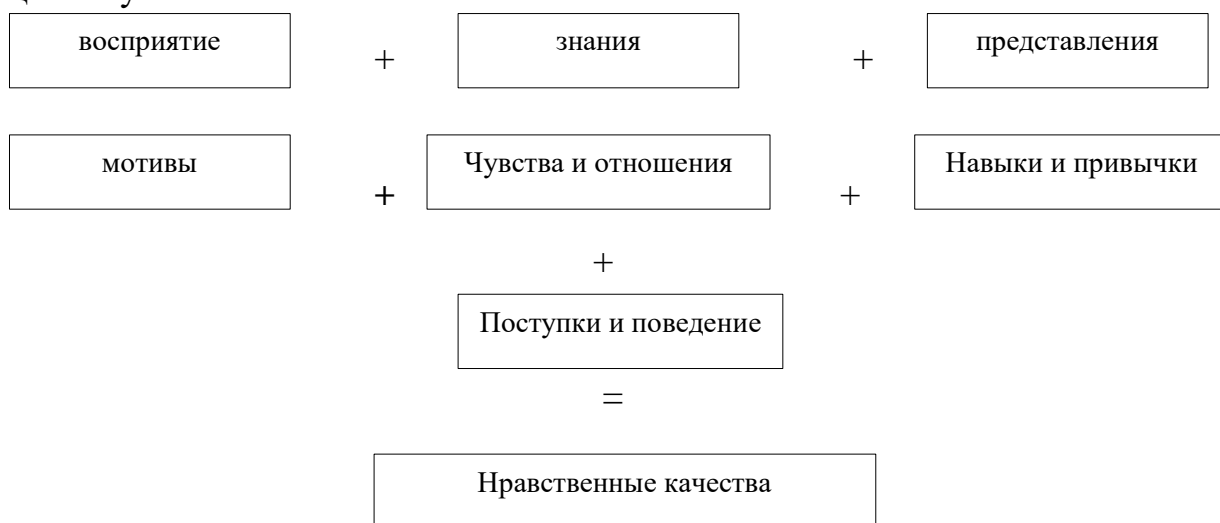 восприятие + знания + представления
мотивы + Чувства и отношения + Навыки и привычки
+
Поступки и поведение
=
Нравственные качества